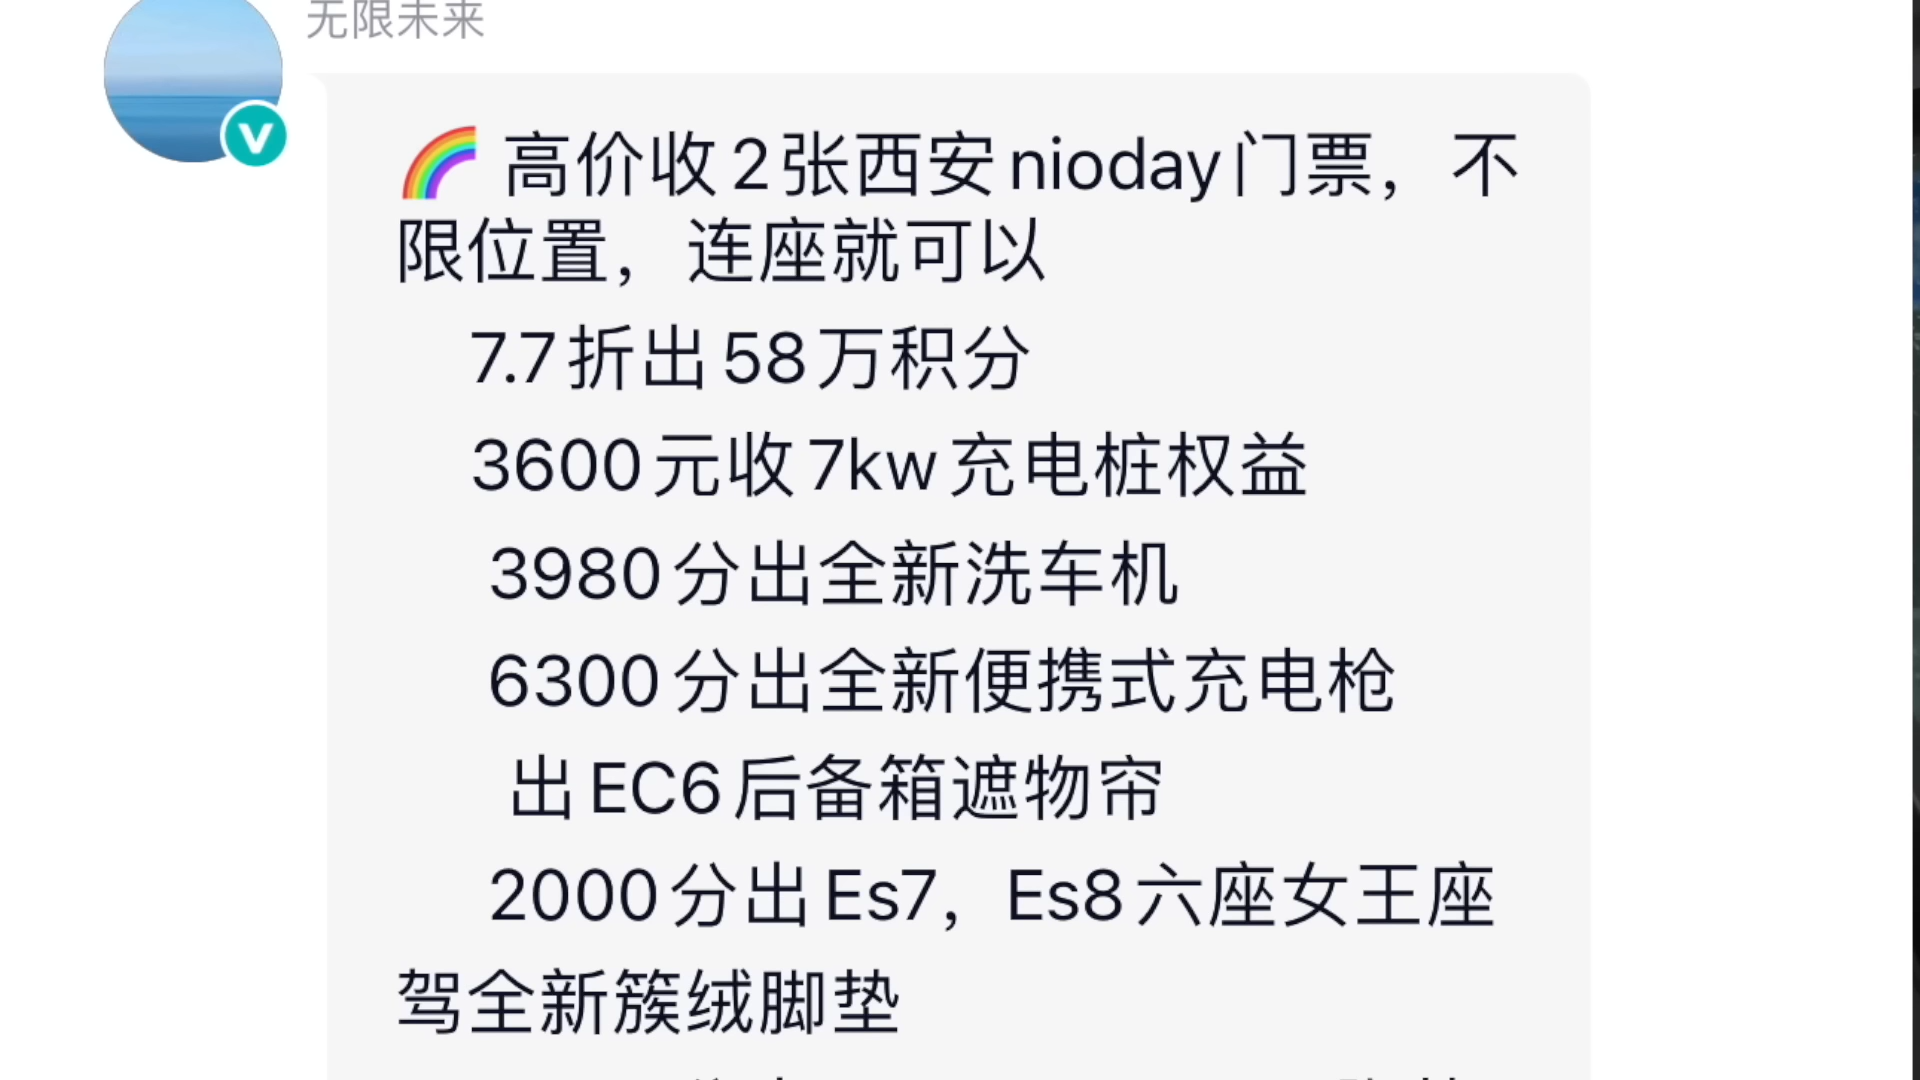 无限未来
🌈 高价收2张西安nioday门票，不
限位置，连座就可以
7.7折出58万积分
3600元收7kw充电桩权益
3980分出全新洗车机
6300分出全新便携式充电枪
出EC6后备箱遮物帘
2000分出Es7，Es8六座女王座
驾全新簇绒脚垫